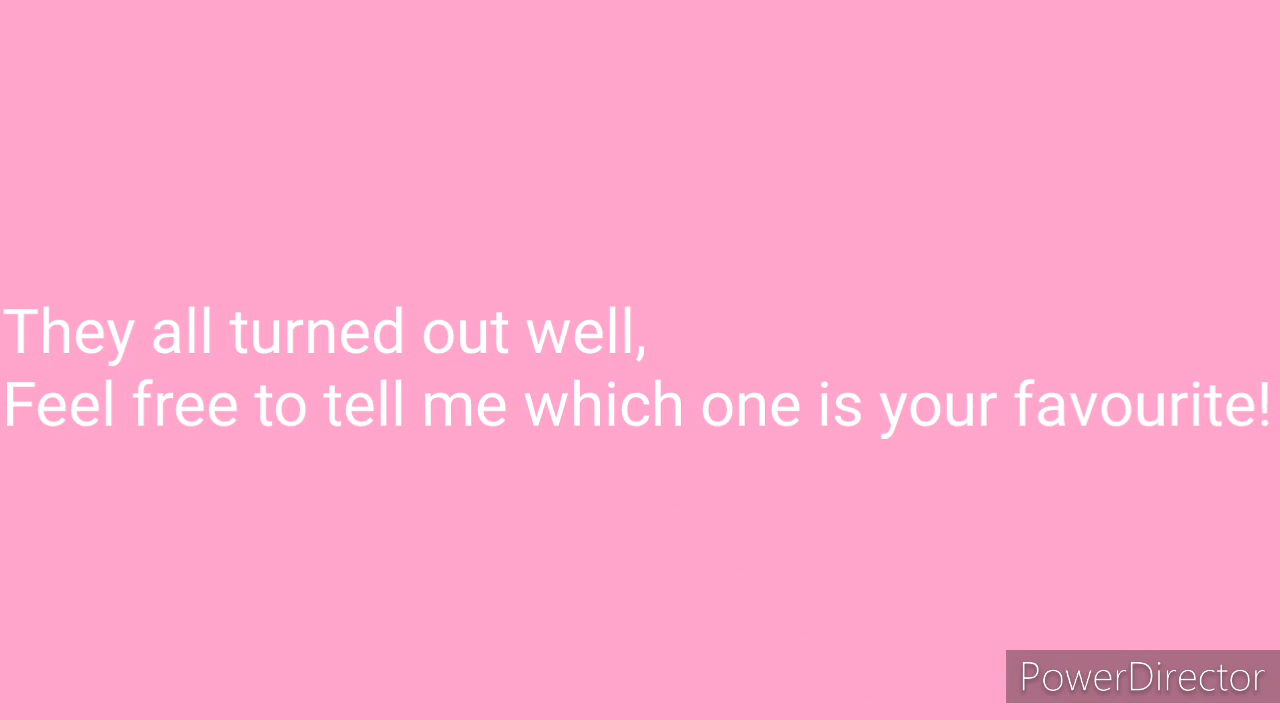 They all turned out well,
Feel free to tell me which one is your favourite!
PowerDirector